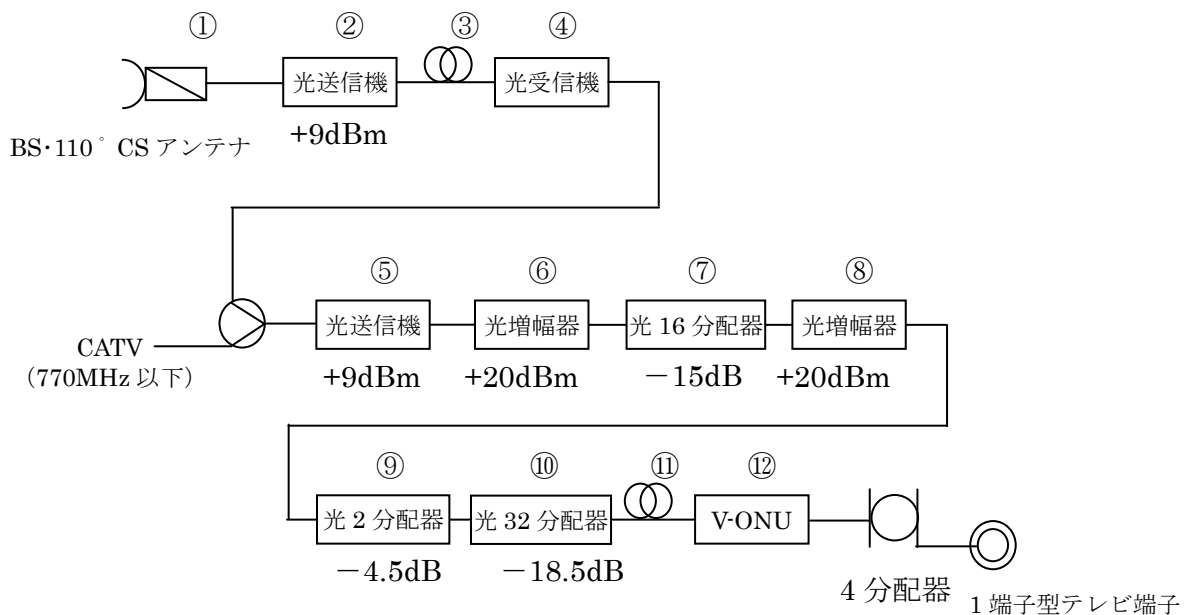 ① ② ③ ④
光送信機 光受信機
+9dBm
BS･110°CS アンテナ
⑤ ⑥ ⑦ ⑧
光送信機 光増幅器 光 16 分配器 光増幅器
CATV
（770MHz 以下）
+9dBm +20dBm －15dB +20dBm
⑨ ⑩ ⑪ ⑫
光 2 分配器 光 32 分配器 V-ONU
－4.5dB －18.5dB
4 分配器 1 端子型テレビ端子